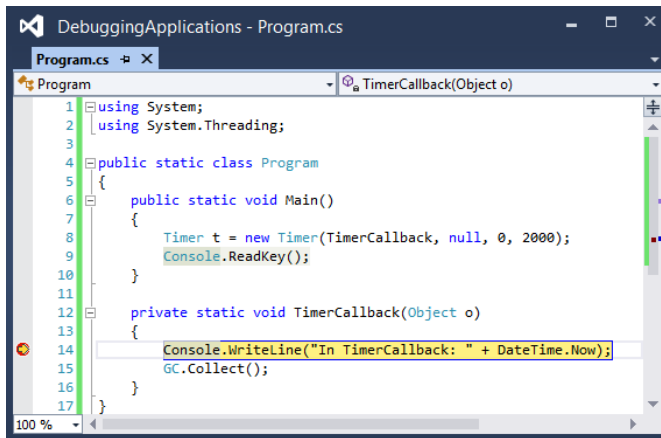 DebuggingApplications - Program.cs
Program.cs
Program TimerCallback(Object o)
1 using System;
2 using System.Threading;
3
4 public static class Program
5 {
6 public static void Main()
7 {
8 Timer t = new Timer(TimerCallback, null, 0, 2000);
9 Console.ReadKey();
10 }
11
12 private static void TimerCallback(Object o)
13 {
14 Console.WriteLine("In TimerCallback: " + DateTime.Now);
15 GC.Collect();
16 }
17 }
100 %